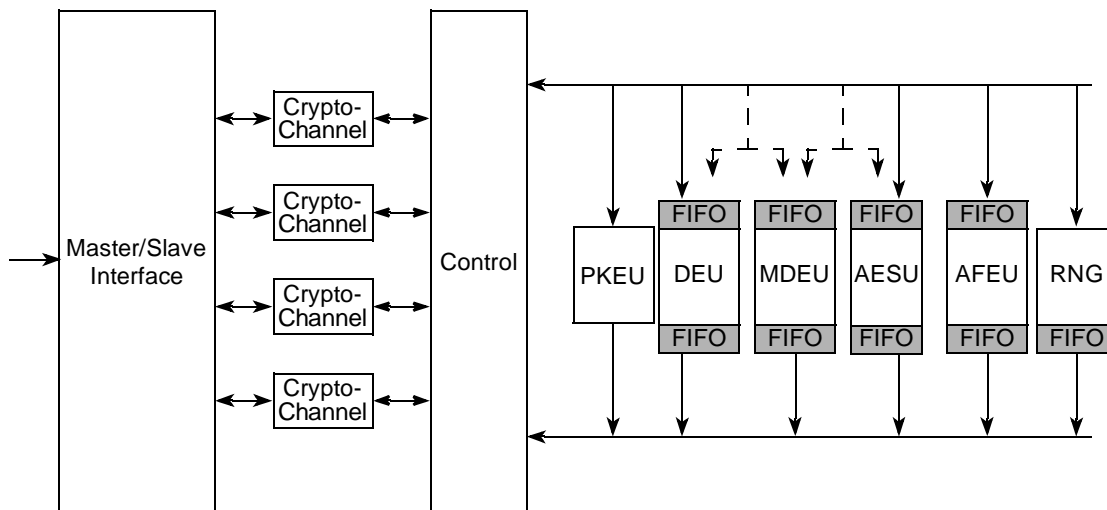 Crypto-
Channel
Crypto-
Channel
Crypto-
Channel
Crypto-
Channel
Master/Slave
Interface
Control
FIFO FIFO FIFO FIFO
PKEU DEU MDEU AESU AFEU RNG
FIFO FIFO FIFO FIFO FIFO